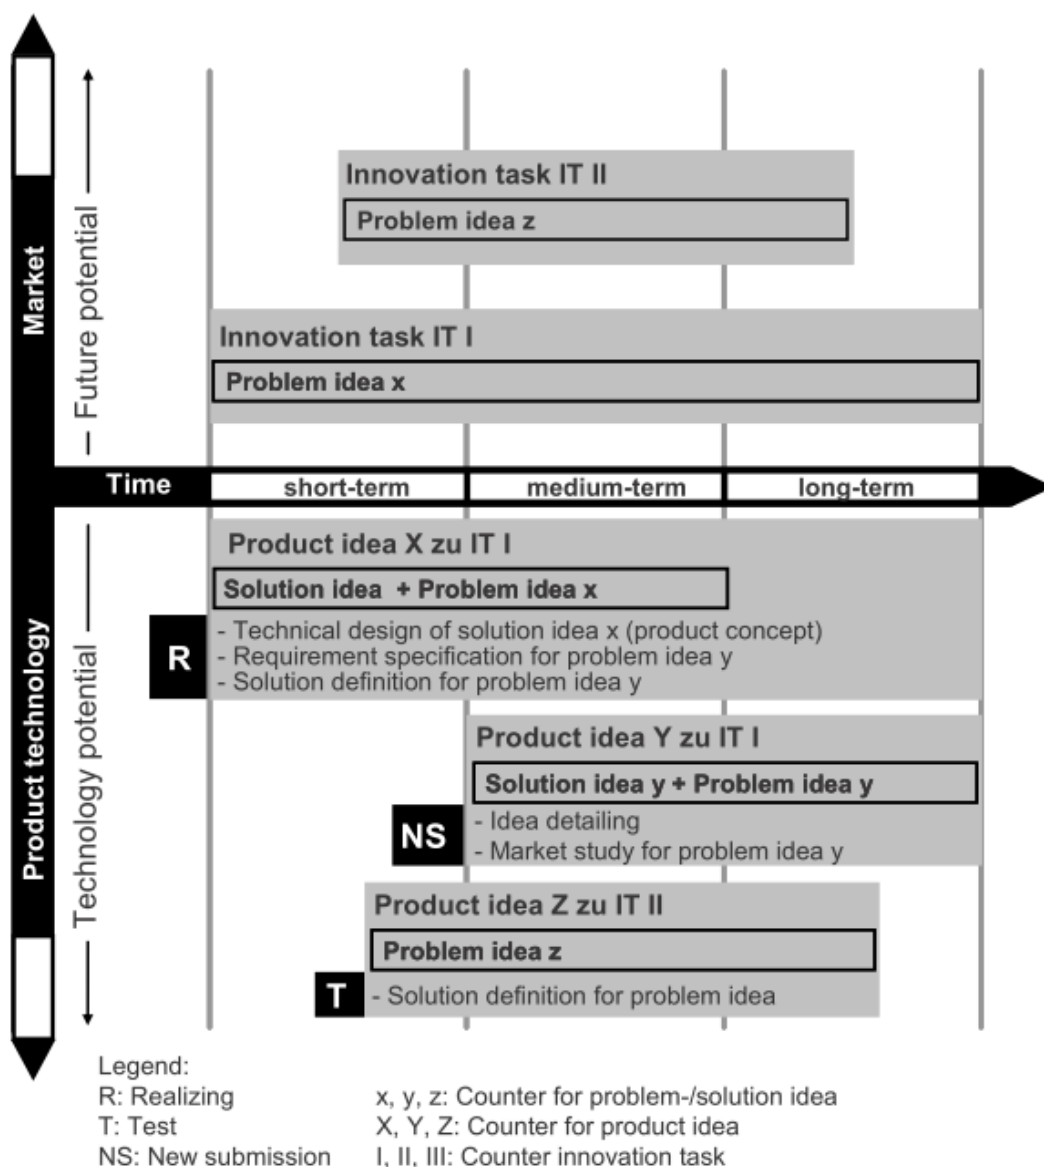 Market
Future potential
Innovation task IT II
Problem idea z
Innovation task IT I
Problem idea x
Time
short-term
medium-term
long-term
Product technology
Technology potential
Product idea X zu IT I
Solution idea + Problem idea x
R
- Technical design of solution idea x (product concept)
- Requirement specification for problem idea y
- Solution definition for problem idea y
Product idea Y zu IT I
Solution idea y + Problem idea y
NS
- Idea detailing
- Market study for problem idea y
Product idea Z zu IT II
Problem idea z
T
- Solution definition for problem idea
Legend:
R: Realizing
T: Test
NS: New submission
x, y, z: Counter for problem-/solution idea
X, Y, Z: Counter for product idea
I, II, III: Counter innovation task